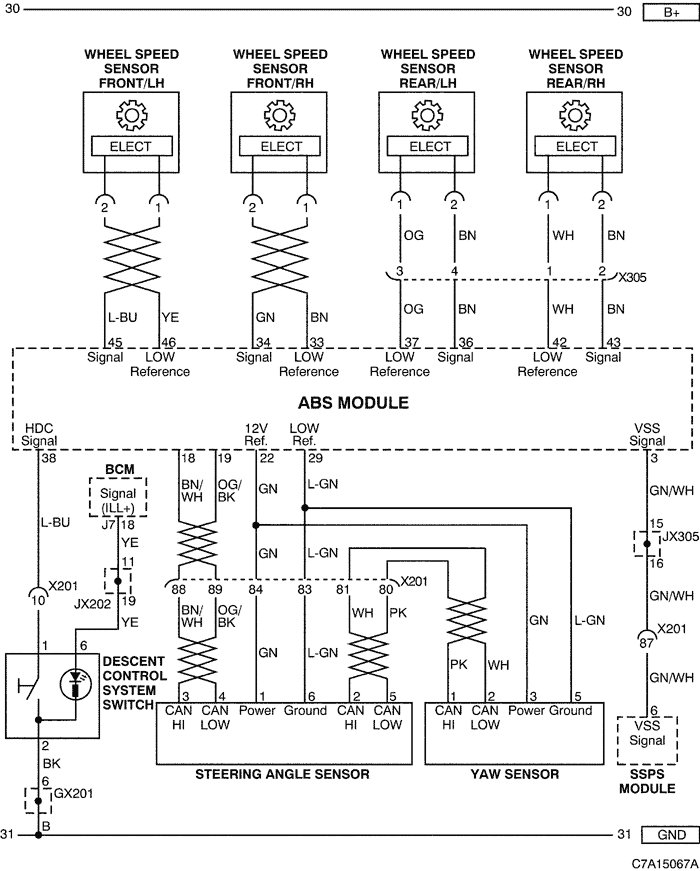 30 30 B+
WHEEL SPEED WHEEL SPEED WHEEL SPEED WHEEL SPEED
SENSOR SENSOR SENSOR SENSOR
FRONT/LH FRONT/RH REAR/LH REAR/RH
ELECT ELECT ELECT ELECT
2 1 2 1 1 2 1 2
OG BN WH BN
3 4 1 2 X305
L-BU YE GN BN OG BN WH BN
45 46 34 33 37 36 42 43
Signal LOW Signal LOW LOW Signal LOW Signal
Reference Reference Reference Reference
ABS MODULE
HDC 12V LOW VSS
Signal Ref. Ref. Signal
38 18 19 22 29 3
BCM
Signal
(ILL+)
BN/ OG/ GN L-GN GN/WH
WH BK
J7 18
L-BU YE
15
JX305
16
GN L-GN
11
JX202
19
X201
10
88 89 84 83 81 80 X201
YE
BN/ OG/ WH PK GN L-GN GN/WH
WH BK
X201
87
1 6
GN L-GN PK WH GN/WH
DESCENT
CONTROL
SYSTEM
SWITCH
3 4 1 6 2 5 1 2 3 5 6
CAN CAN Power Ground CAN CAN CAN CAN Power Ground VSS
HI LOW HI LOW HI LOW Signal
2
BK
STEERING ANGLE SENSOR YAW SENSOR SSPS
MODULE
6
GX201
B
31 31 GND
C7A15067A